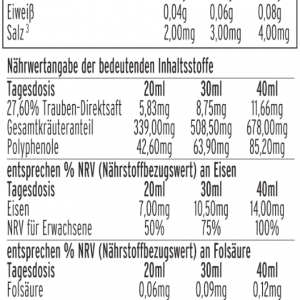 Eiweiß 0,04g 0,06g 0,08g
Salz ³ 2,00mg 3,00mg 4,00mg
Nährwertangabe der bedeutenden Inhaltsstoffe
Tagesdosis 20ml 30ml 40ml
27,60% Trauben-Direktsaft 5,83mg 8,75mg 11,66mg
Gesamtkräuteranteil 339,00mg 508,50mg 678,00mg
Polyphenole 42,60mg 63,90mg 85,20mg
entsprechen % NRV (Nährstoffbezugswert) an Eisen
Tagesdosis 20ml 30ml 40ml
Eisen 7,00mg 10,50mg 14,00mg
NRV für Erwachsene 50% 75% 100%
entsprechen % NRV (Nährstoffbezugswert) an Folsäure
Tagesdosis 20ml 30ml 40ml
Folsäure 0,06mg 0,09mg 0,12mg